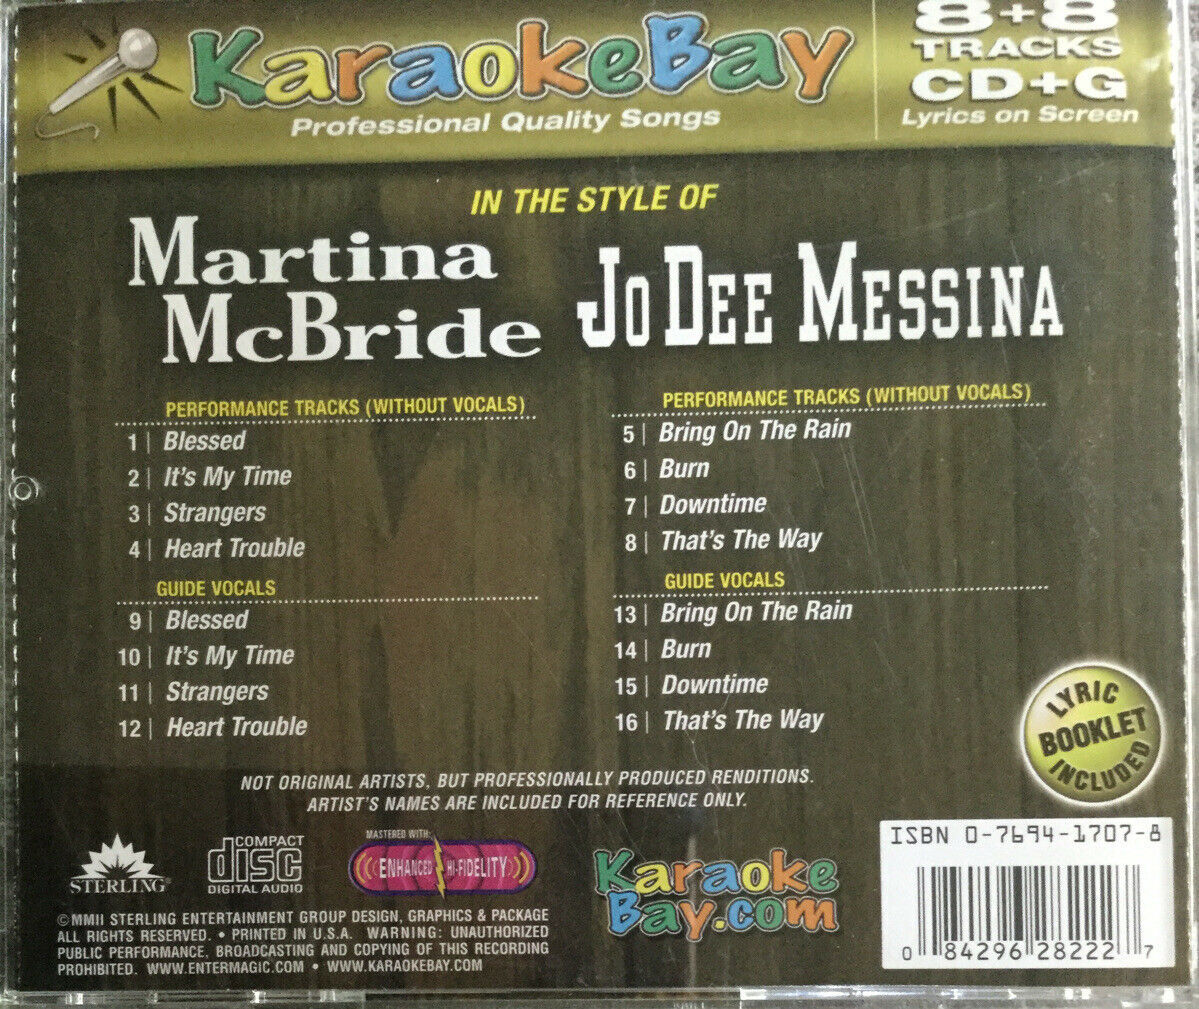 KaraokeBay
Professional Quality Songs
8+8
TRACKS
CD+G
Lyrics on Screen
IN THE STYLE OF
Martina
McBride
Jo Dee Messina
PERFORMANCE TRACKS (WITHOUT VOCALS)
1 | Blessed
2 | It's My Time
3 | Strangers
4 | Heart Trouble
GUIDE VOCALS
9 | Blessed
10 | It's My Time
11 | Strangers
12 | Heart Trouble
PERFORMANCE TRACKS (WITHOUT VOCALS)
5 | Bring On The Rain
6 | Burn
7 | Downtime
8 | That's The Way
GUIDE VOCALS
13 | Bring On The Rain
14 | Burn
15 | Downtime
16 | That's The Way
LYRIC
BOOKLET
INCLUDED
NOT ORIGINAL ARTISTS, BUT PROFESSIONALLY PRODUCED RENDITIONS.
ARTIST'S NAMES ARE INCLUDED FOR REFERENCE ONLY.
STERLING®
COMPACT
disc
DIGITAL AUDIO
MASTERED WITH:
ENHANCED HI-FIDELITY
Karaoke
Bay.com
ISBN 0-7694-1707-8
0 84296 28222 7
©MMII STERLING ENTERTAINMENT GROUP DESIGN, GRAPHICS & PACKAGE
ALL RIGHTS RESERVED. • PRINTED IN U.S.A. WARNING: UNAUTHORIZED
PUBLIC PERFORMANCE, BROADCASTING AND COPYING OF THIS RECORDING
PROHIBITED. WWW.ENTERMAGIC.COM • WWW.KARAOKEBAY.COM